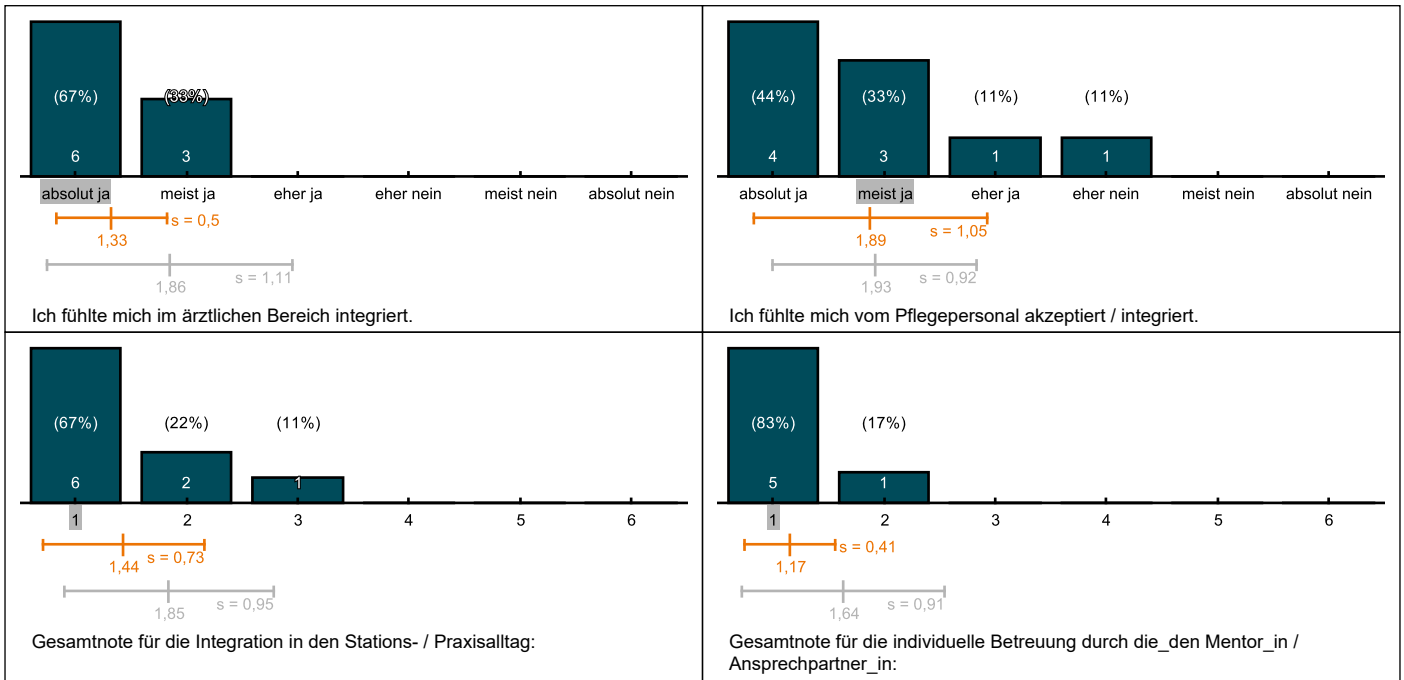 (67%) (33%)
6 3
absolut ja meist ja eher ja eher nein meist nein absolut nein
s = 0,5
1,33
s = 1,11
1,86
Ich fühlte mich im ärztlichen Bereich integriert.
(44%) (33%) (11%) (11%)
4 3 1 1
absolut ja meist ja eher ja eher nein meist nein absolut nein
s = 1,05
1,89
s = 0,92
1,93
Ich fühlte mich vom Pflegepersonal akzeptiert / integriert.
(67%) (22%) (11%)
6 2 1
1 2 3 4 5 6
s = 0,73
1,44
s = 0,95
1,85
Gesamtnote für die Integration in den Stations- / Praxisalltag:
(83%) (17%)
5 1
1 2 3 4 5 6
s = 0,41
1,17
s = 0,91
1,64
Gesamtnote für die individuelle Betreuung durch die_den Mentor_in /
Ansprechpartner_in: